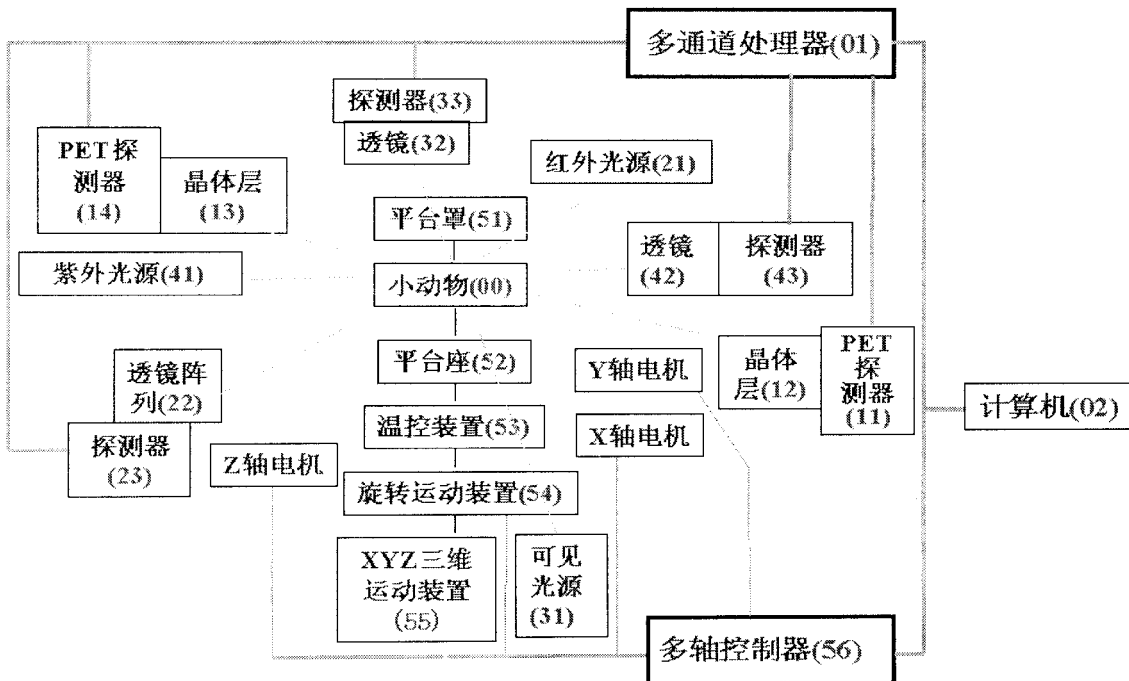 多通道处理器(01)
探测器(33)
透镜(32)
红外光源(21)
PET探
测器
(14)
晶体层
(13)
平台罩(51)
透镜
(42)
探测器
(43)
紫外光源(41)
小动物(00)
平台座(52)
Y轴电机
晶体
层(12)
PET
探
测器
(11)
透镜阵
列(22)
计算机(02)
温控装置(53)
X轴电机
探测器
(23)
Z轴电机
旋转运动装置(54)
XYZ三维
运动装置
(55)
可见
光源
(31)
多轴控制器(56)